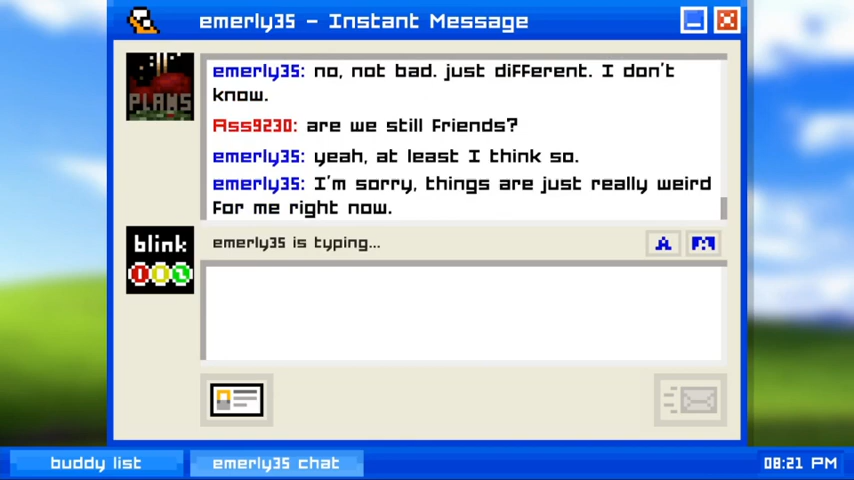 emerly35 - Instant Message
emerly35: no, not bad. just different. I don't
know.
Ass9230: are we still friends?
emerly35: yeah, at least I think so.
emerly35: I'm sorry, things are just really weird
for me right now.
PLAWS
blink
182
emerly35 is typing...
A
buddy list
emerly35 chat
08:21 PM